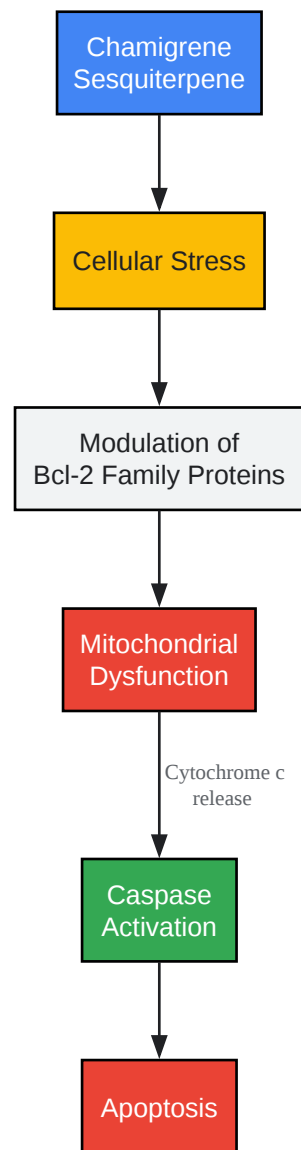 Chamigrene
Sesquiterpene
Cellular Stress
Modulation of
Bcl-2 Family Proteins
Mitochondrial
Dysfunction
Cytochrome c
release
Caspase
Activation
Apoptosis